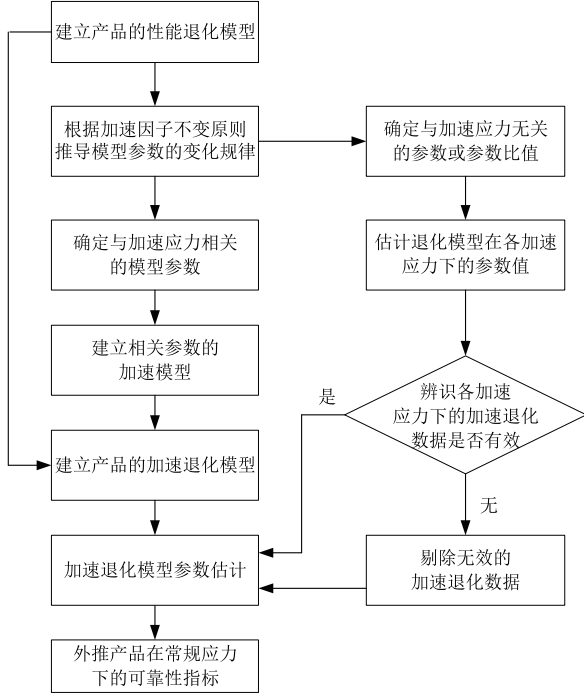 建立产品的性能退化模型
根据加速因子不变原则
推导模型参数的变化规律
确定与加速应力无关
的参数或参数比值
确定与加速应力相关
的模型参数
估计退化模型在各加速
应力下的参数值
建立相关参数的
加速模型
是
辨识各加速
应力下的加速退化
数据是否有效
建立产品的加速退化模型
无
加速退化模型参数估计
剔除无效的
加速退化数据
外推产品在常规应力
下的可靠性指标